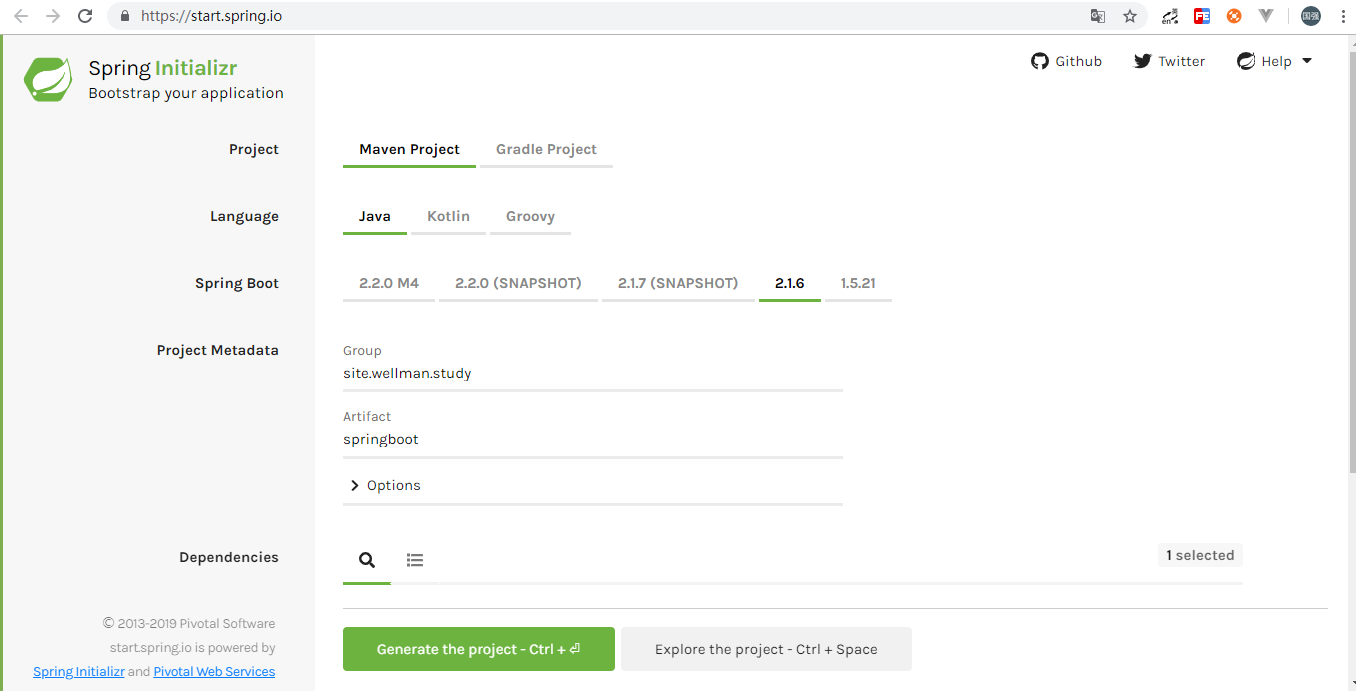 https://start.spring.io
Spring Initializr
Bootstrap your application
Github
Twitter
Help
Project
Maven Project
Gradle Project
Language
Java
Kotlin
Groovy
Spring Boot
2.2.0 M4
2.2.0 (SNAPSHOT)
2.1.7 (SNAPSHOT)
2.1.6
1.5.21
Project Metadata
Group
site.wellman.study
Artifact
springboot
Options
Dependencies
1 selected
© 2013-2019 Pivotal Software
start.spring.io is powered by
Spring Initializr and Pivotal Web Services
Generate the project - Ctrl + ⏎
Explore the project - Ctrl + Space